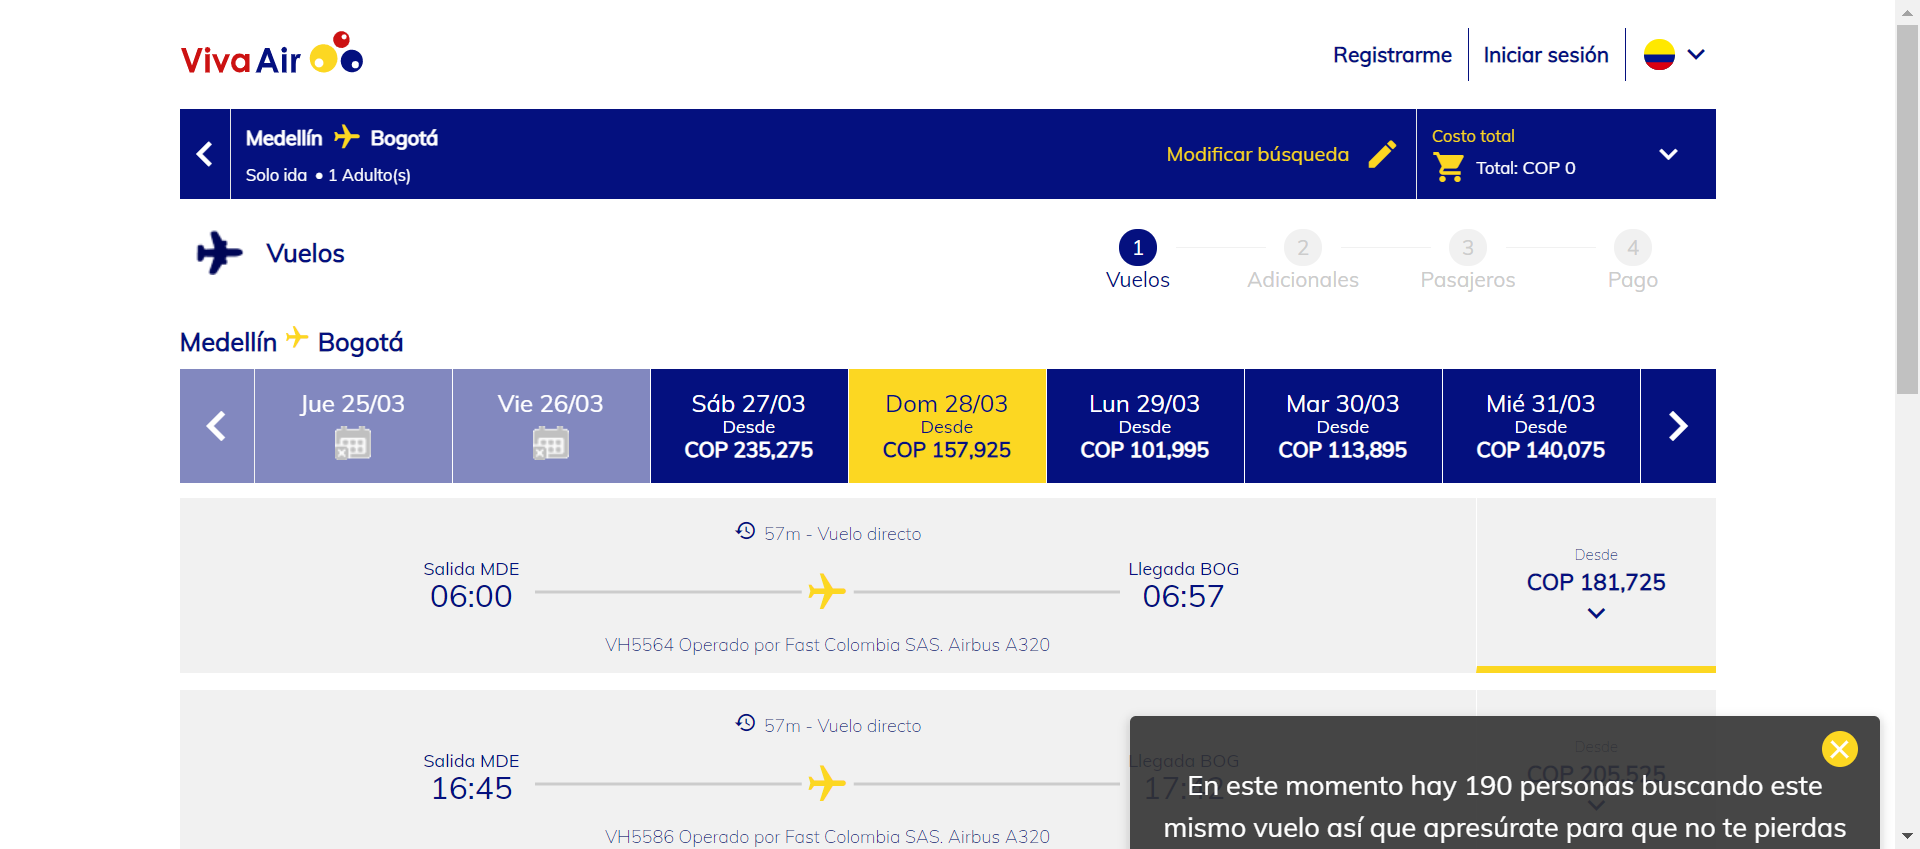 Viva Air
Registrarme
Iniciar sesión
Medellín Bogotá
Solo ida • 1 Adulto(s)
Modificar búsqueda
Costo total
Total: COP 0
Vuelos
1 2 3 4
Vuelos Adicionales Pasajeros Pago
Medellín Bogotá
Jue 25/03
Vie 26/03
Sáb 27/03
Desde
COP 235,275
Dom 28/03
Desde
COP 157,925
Lun 29/03
Desde
COP 101,995
Mar 30/03
Desde
COP 113,895
Mié 31/03
Desde
COP 140,075
57m - Vuelo directo
Salida MDE
06:00
Llegada BOG
06:57
VH5564 Operado por Fast Colombia SAS. Airbus A320
Desde
COP 181,725
57m - Vuelo directo
Salida MDE
16:45
Llegada BOG
17:42
VH5586 Operado por Fast Colombia SAS. Airbus A320
Desde
COP 205,525
En este momento hay 190 personas buscando este
mismo vuelo así que apresúrate para que no te pierdas